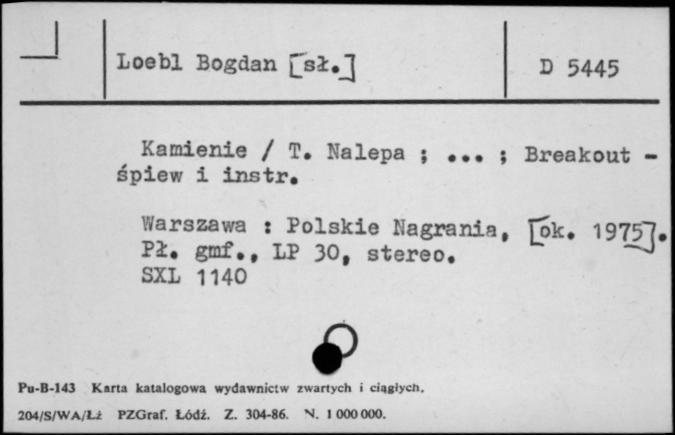 Loebl Bogdan [sł.]
D 5445
Kamienie / T. Nalepa ; ... ; Breakout -
śpiew i instr.
Warszawa : Polskie Nagrania, [ok. 1975].
Pł. gmf., LP 30, stereo.
SXL 1140
Pu-B-143 Karta katalogowa wydawnictw zwartych i ciągłych.
204/S/WA/Łż PZGraf. Łódź. Z. 304-86. N. 1 000 000.